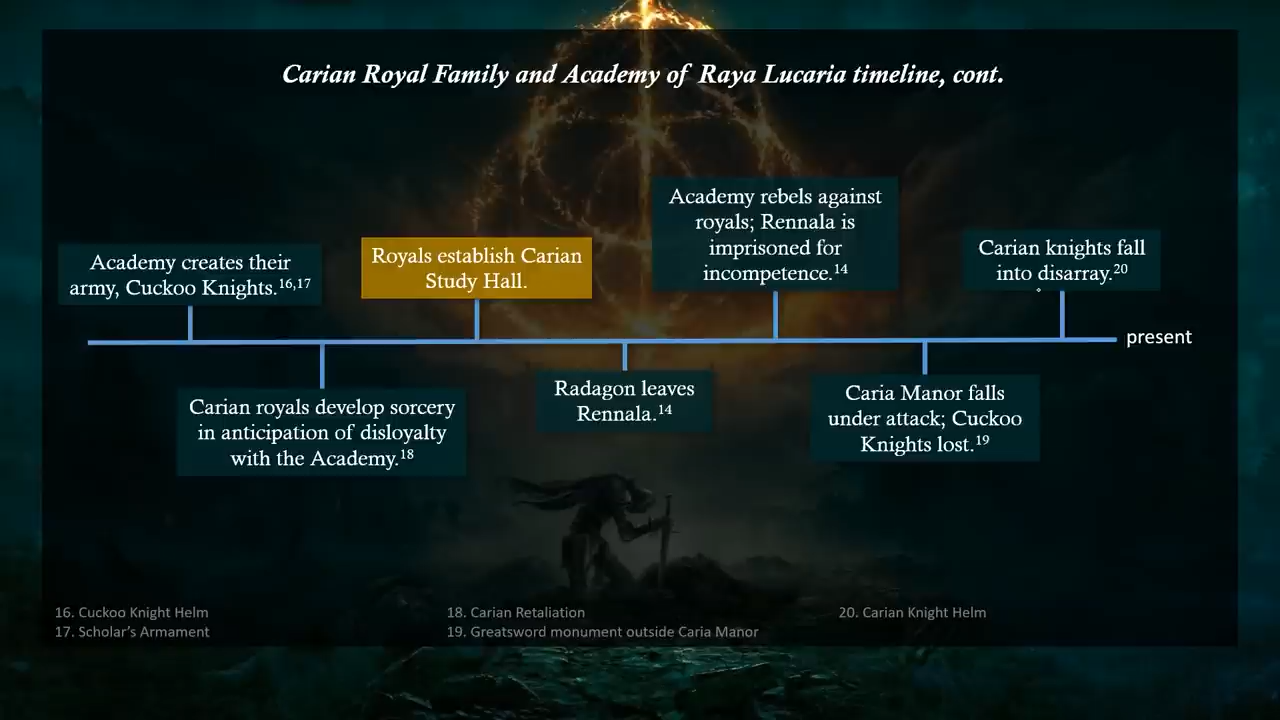 Carian Royal Family and Academy of Raya Lucaria timeline, cont.
Academy creates their
army, Cuckoo Knights.16,17
Royals establish Carian
Study Hall.
Academy rebels against
royals; Rennala is
imprisoned for
incompetence.14
Carian knights fall
into disarray.20
present
Carian royals develop sorcery
in anticipation of disloyalty
with the Academy.18
Radagon leaves
Rennala.14
Caria Manor falls
under attack; Cuckoo
Knights lost.19
16. Cuckoo Knight Helm
17. Scholar’s Armament
18. Carian Retaliation
19. Greatsword monument outside Caria Manor
20. Carian Knight Helm